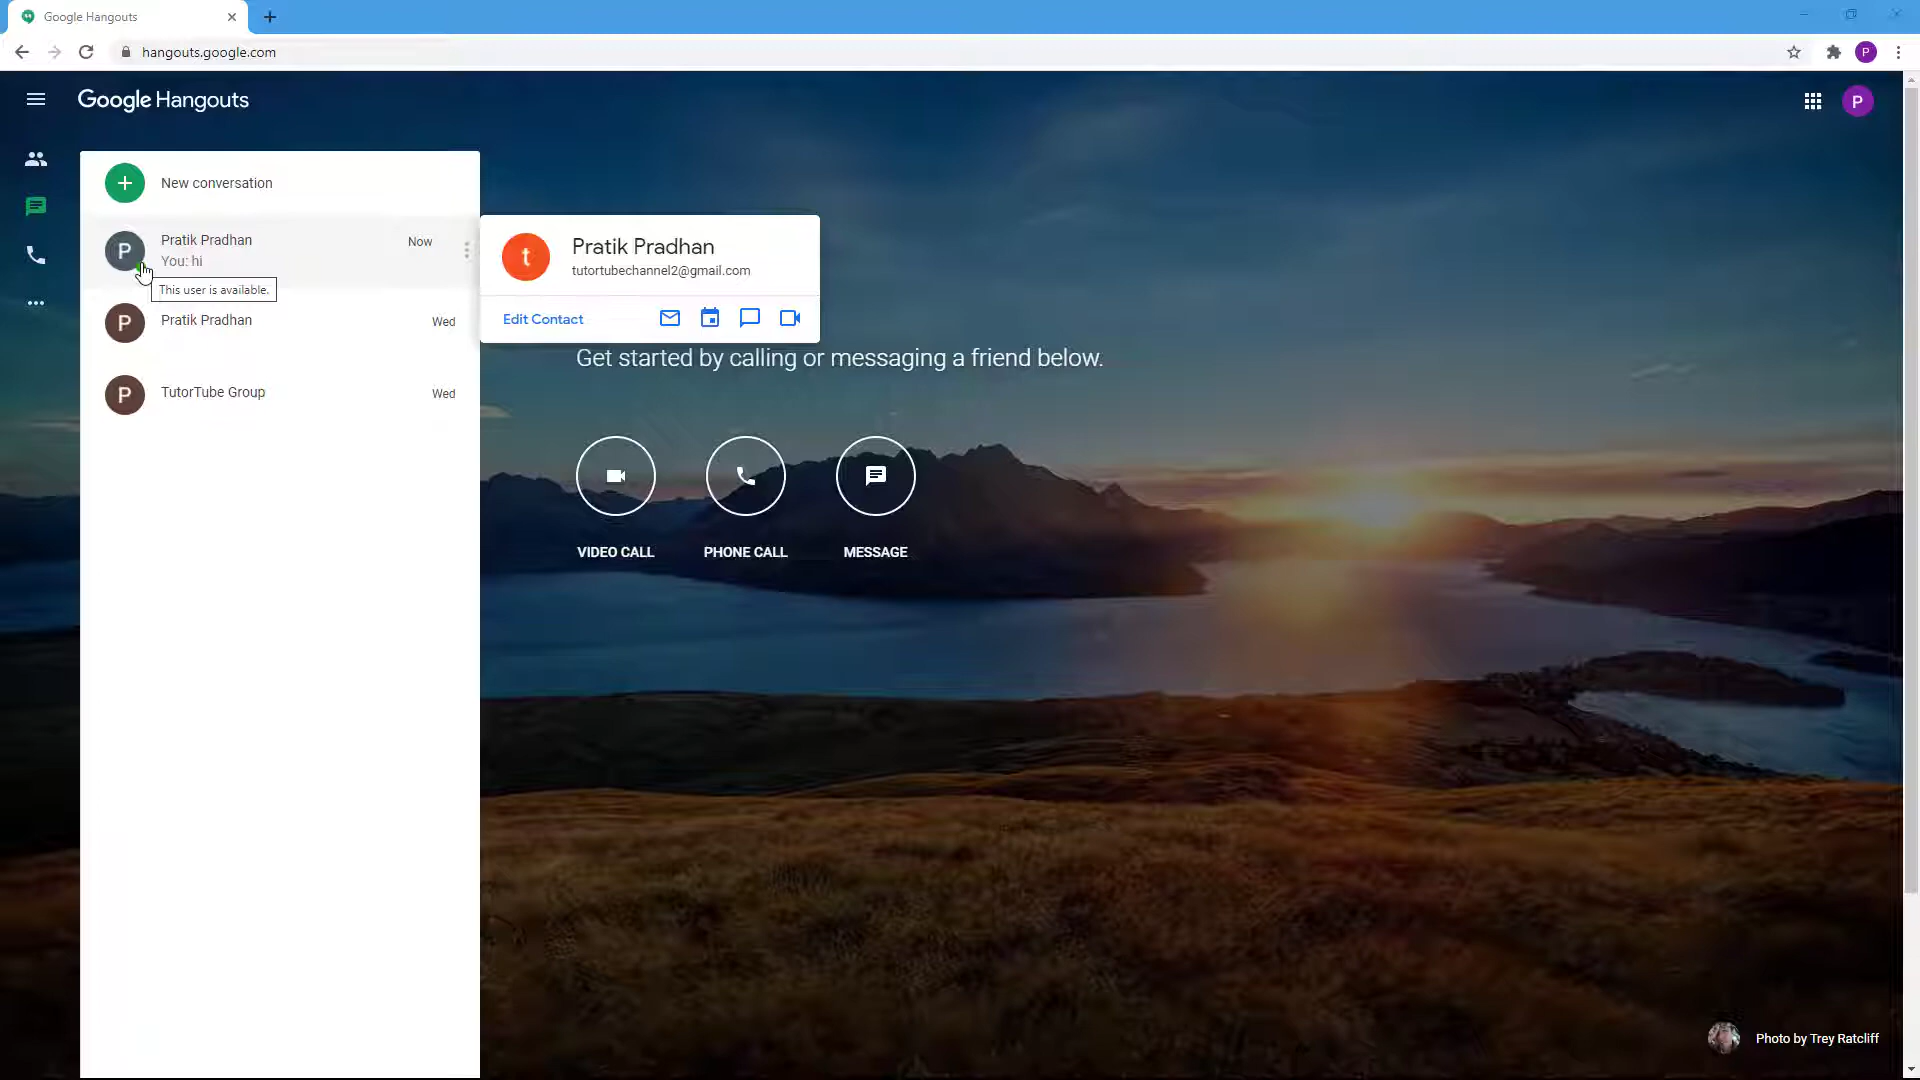 Google Hangouts
hangouts.google.com
P
Google Hangouts
P
New conversation
P
Pratik Pradhan
Now
You: hi
This user is available.
t
Pratik Pradhan
tutortubechannel2@gmail.com
Edit Contact
P
Pratik Pradhan
Wed
P
TutorTube Group
Wed
Get started by calling or messaging a friend below.
VIDEO CALL
PHONE CALL
MESSAGE
Photo by Trey Ratcliff